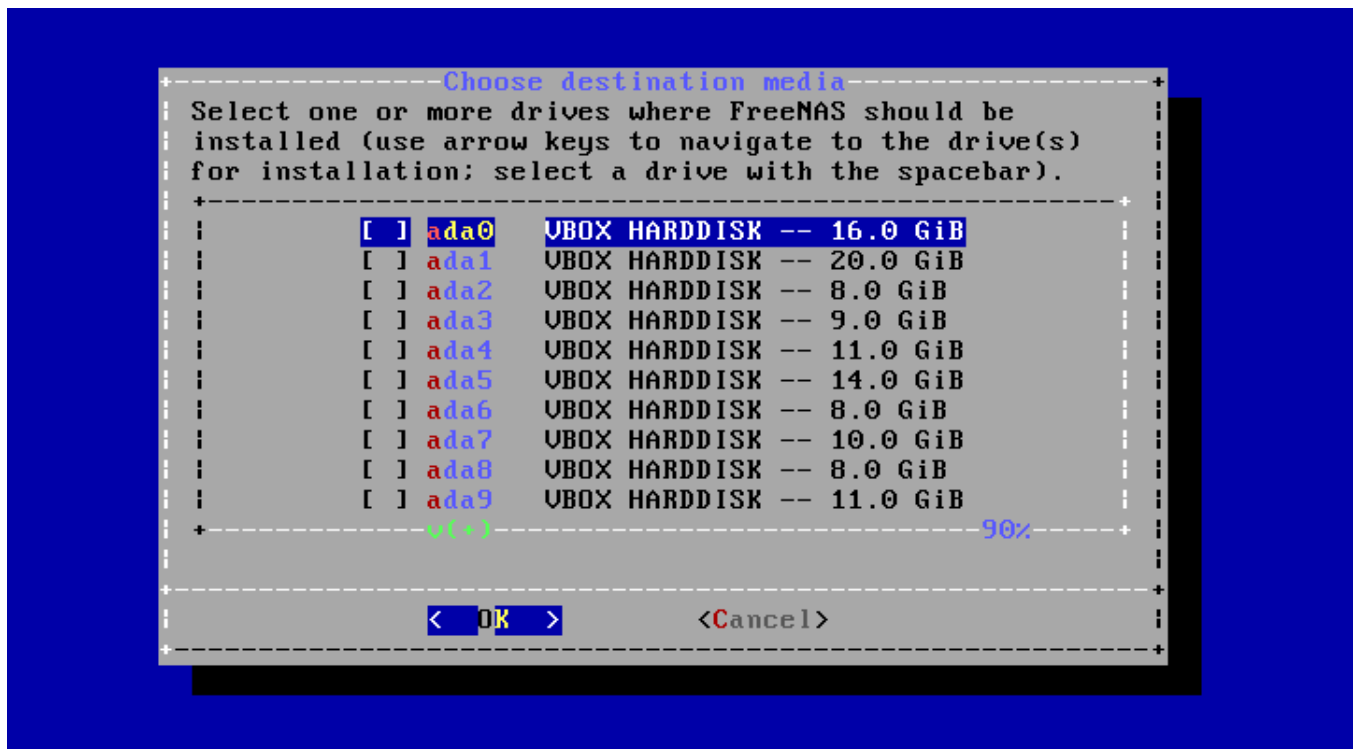 Choose destination media
Select one or more drives where FreeNAS should be
installed (use arrow keys to navigate to the drive(s)
for installation; select a drive with the spacebar).
[ ] ada0 VBOX HARDDISK -- 16.0 GiB
[ ] ada1 VBOX HARDDISK -- 20.0 GiB
[ ] ada2 VBOX HARDDISK -- 8.0 GiB
[ ] ada3 VBOX HARDDISK -- 9.0 GiB
[ ] ada4 VBOX HARDDISK -- 11.0 GiB
[ ] ada5 VBOX HARDDISK -- 14.0 GiB
[ ] ada6 VBOX HARDDISK -- 8.0 GiB
[ ] ada7 VBOX HARDDISK -- 10.0 GiB
[ ] ada8 VBOX HARDDISK -- 8.0 GiB
[ ] ada9 VBOX HARDDISK -- 11.0 GiB
v(+) 90%
< OK > <Cancel>